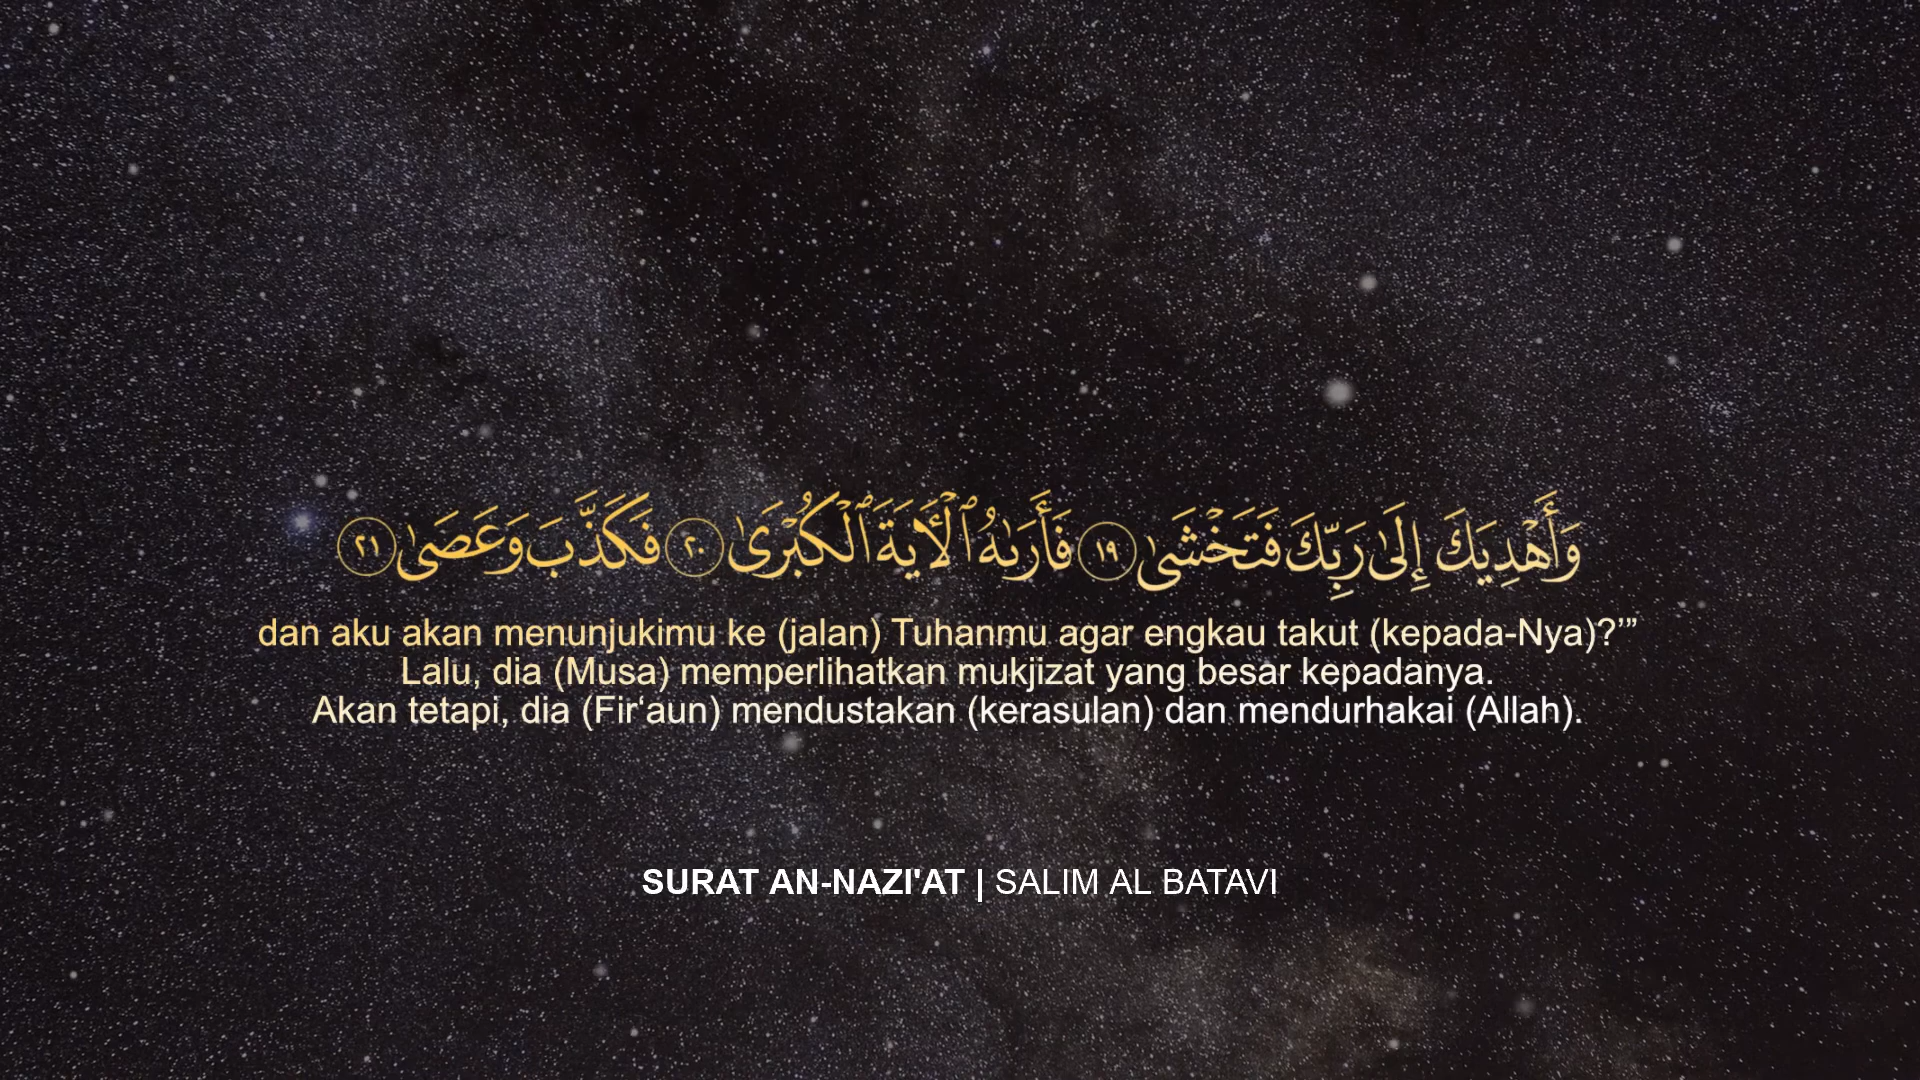 وَأَهْدِيَكَ إِلَىٰ رَبِّكَ فَتَخْشَىٰ ١٩ فَأَرَىٰهُ ٱلْـَٔايَةَ ٱلْكُبْرَىٰ ٢٠ فَكَذَّبَ وَعَصَىٰ ٢١
dan aku akan menunjukimu ke (jalan) Tuhanmu agar engkau takut (kepada-Nya)?’”
Lalu, dia (Musa) memperlihatkan mukjizat yang besar kepadanya.
Akan tetapi, dia (Fir‘aun) mendustakan (kerasulan) dan mendurhakai (Allah).
SURAT AN-NAZI'AT | SALIM AL BATAVI